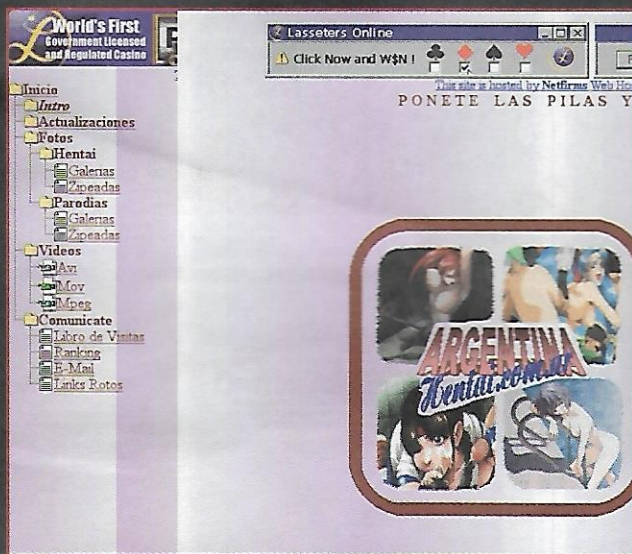 World's First
Government Licensed
and Regulated Casino
Lasseters Online
Click Now and W$N !
This site is hosted by Netfirms Web Hos
PONETE LAS PILAS Y
Inicio
Intro
Actualizaciones
Fotos
Hentai
Galerias
Zipeadas
Parodias
Galerias
Zipeadas
Videos
Avi
Mov
Mpeg
Comunicate
Libro de Visitas
Ranking
E-Mail
Links Rotos
ARGENTINA
Hentai.com.ar